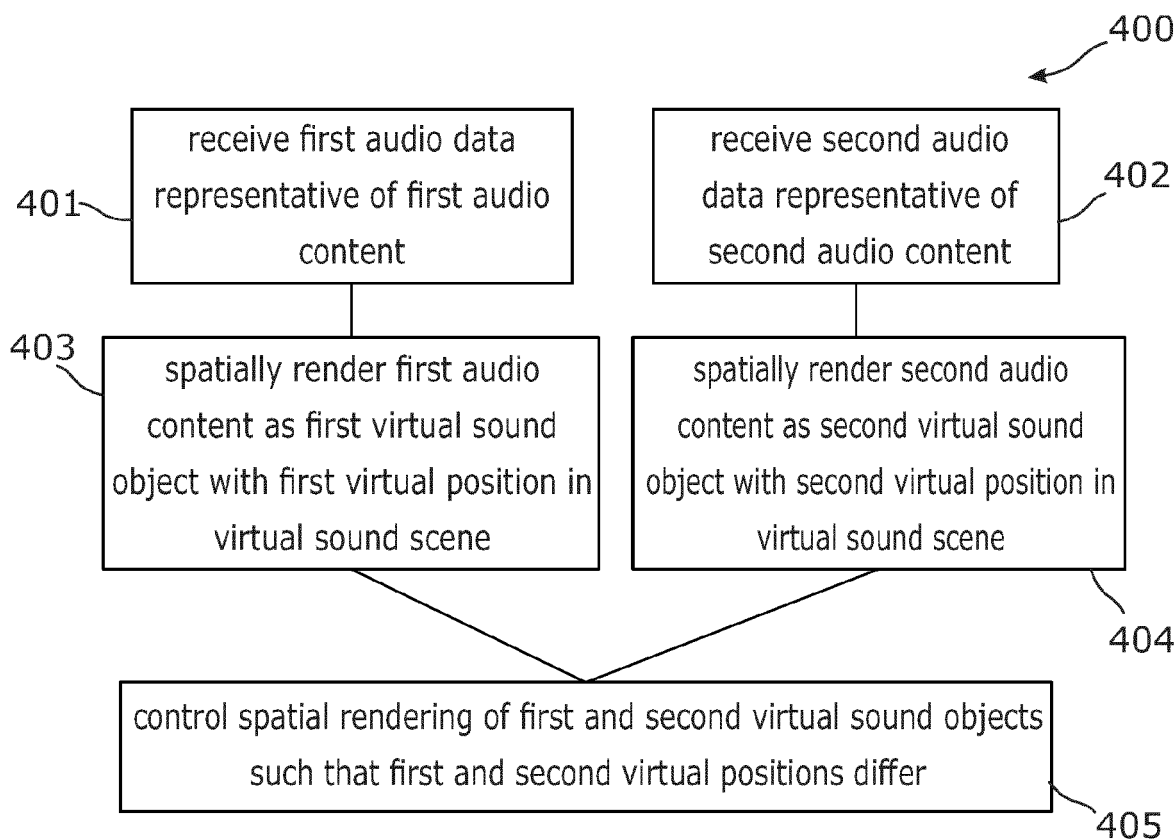 400
receive first audio data
representative of first audio
content
401
receive second audio
data representative of
second audio content
402
403
spatially render first audio
content as first virtual sound
object with first virtual position in
virtual sound scene
spatially render second audio
content as second virtual sound
object with second virtual position in
virtual sound scene
404
control spatial rendering of first and second virtual sound objects
such that first and second virtual positions differ
405